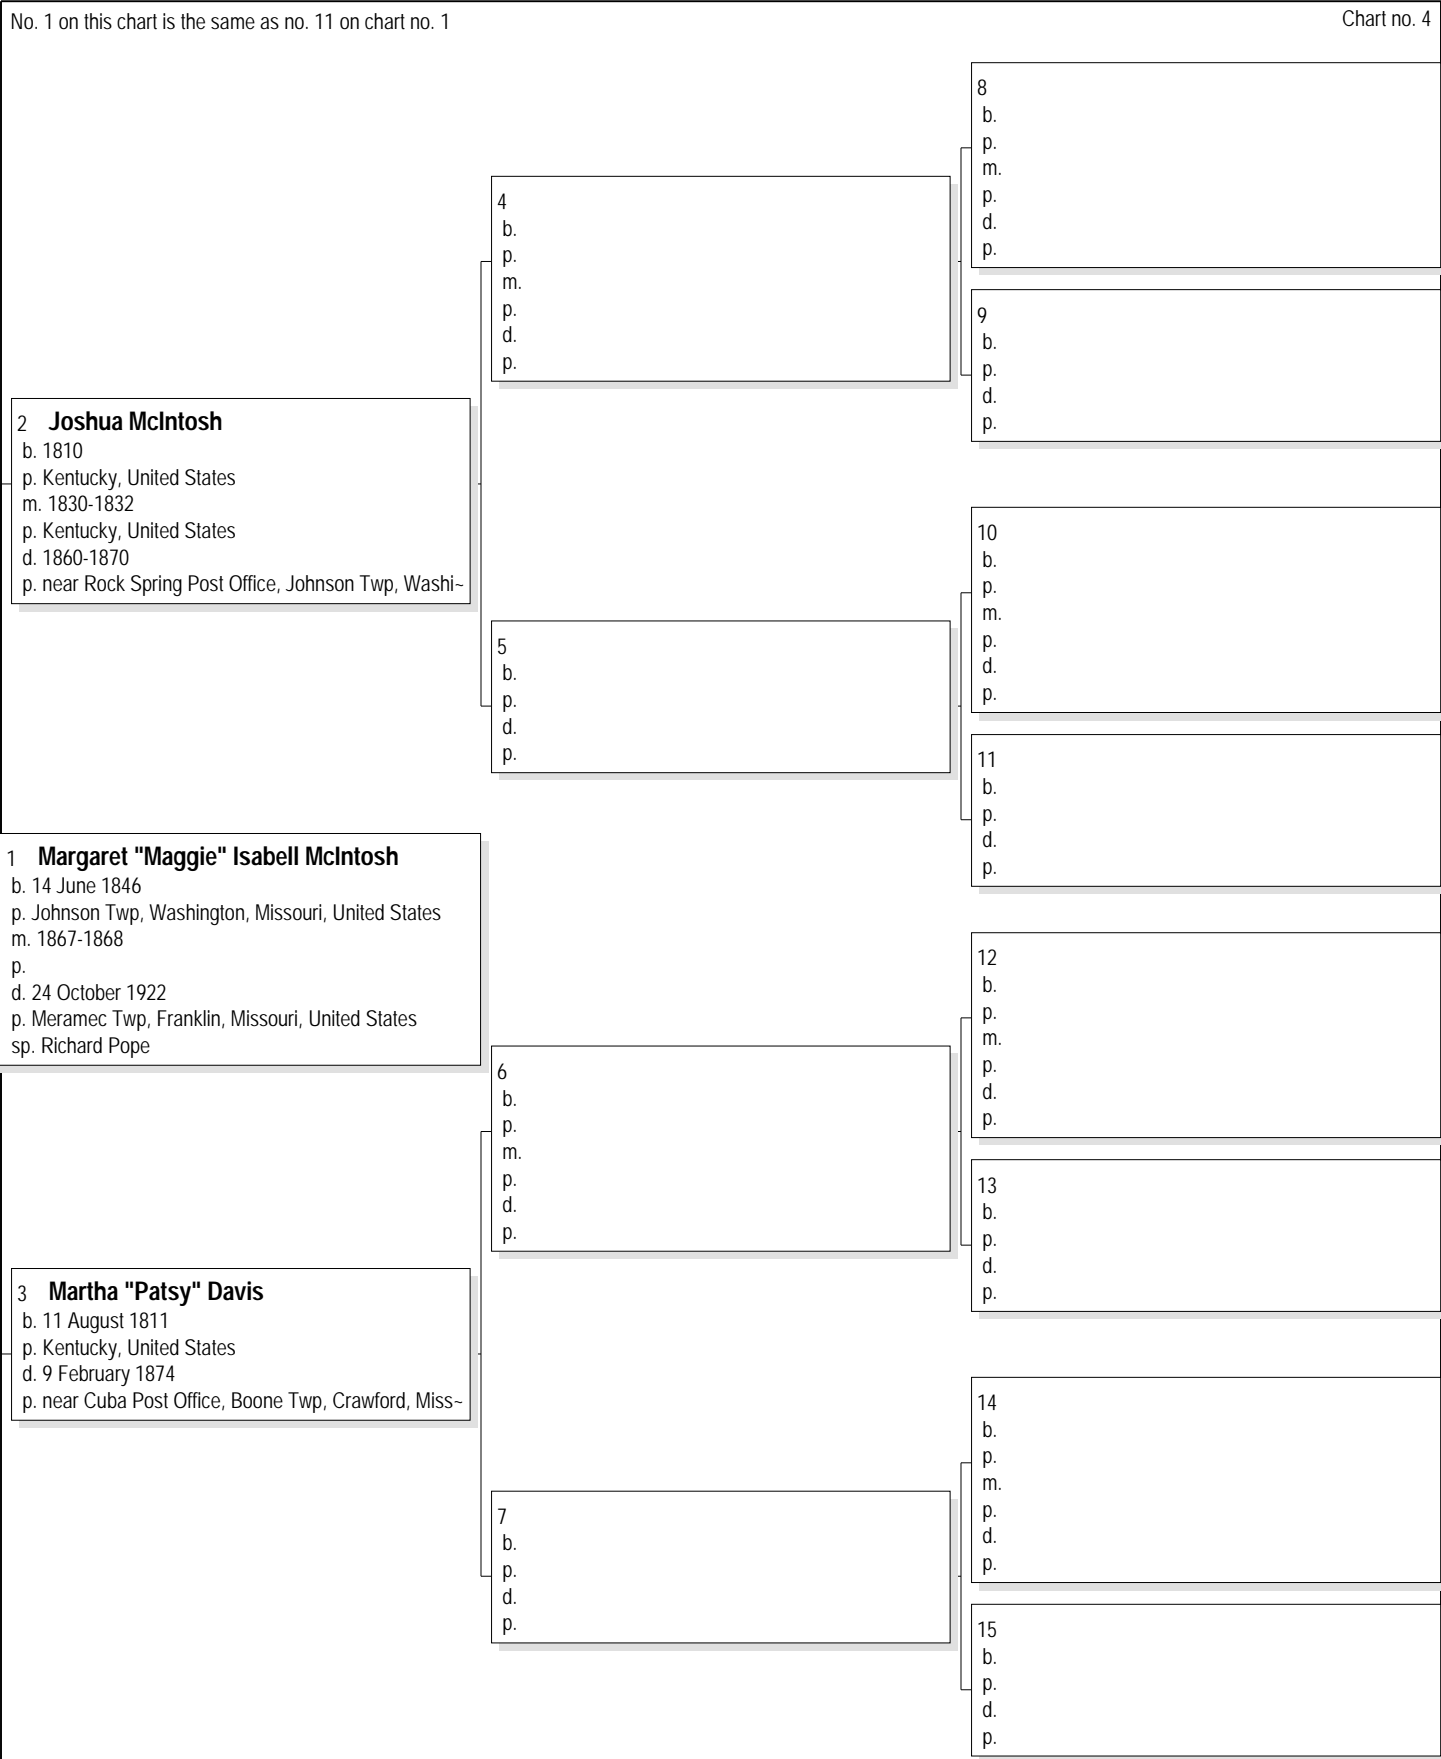 No. 1 on this chart is the same as no. 11 on chart no. 1
Chart no. 4
8
b.
p.
m.
p.
d.
p.
4
b.
p.
m.
p.
d.
p.
9
b.
p.
d.
p.
2 Joshua McIntosh
b. 1810
p. Kentucky, United States
m. 1830-1832
p. Kentucky, United States
d. 1860-1870
p. near Rock Spring Post Office, Johnson Twp, Washi~
10
b.
p.
m.
p.
d.
p.
5
b.
p.
d.
p.
11
b.
p.
d.
p.
1 Margaret "Maggie" Isabell McIntosh
b. 14 June 1846
p. Johnson Twp, Washington, Missouri, United States
m. 1867-1868
p.
d. 24 October 1922
p. Meramec Twp, Franklin, Missouri, United States
sp. Richard Pope
12
b.
p.
m.
p.
d.
p.
6
b.
p.
m.
p.
d.
p.
13
b.
p.
d.
p.
3 Martha "Patsy" Davis
b. 11 August 1811
p. Kentucky, United States
d. 9 February 1874
p. near Cuba Post Office, Boone Twp, Crawford, Miss~
14
b.
p.
m.
p.
d.
p.
7
b.
p.
d.
p.
15
b.
p.
d.
p.